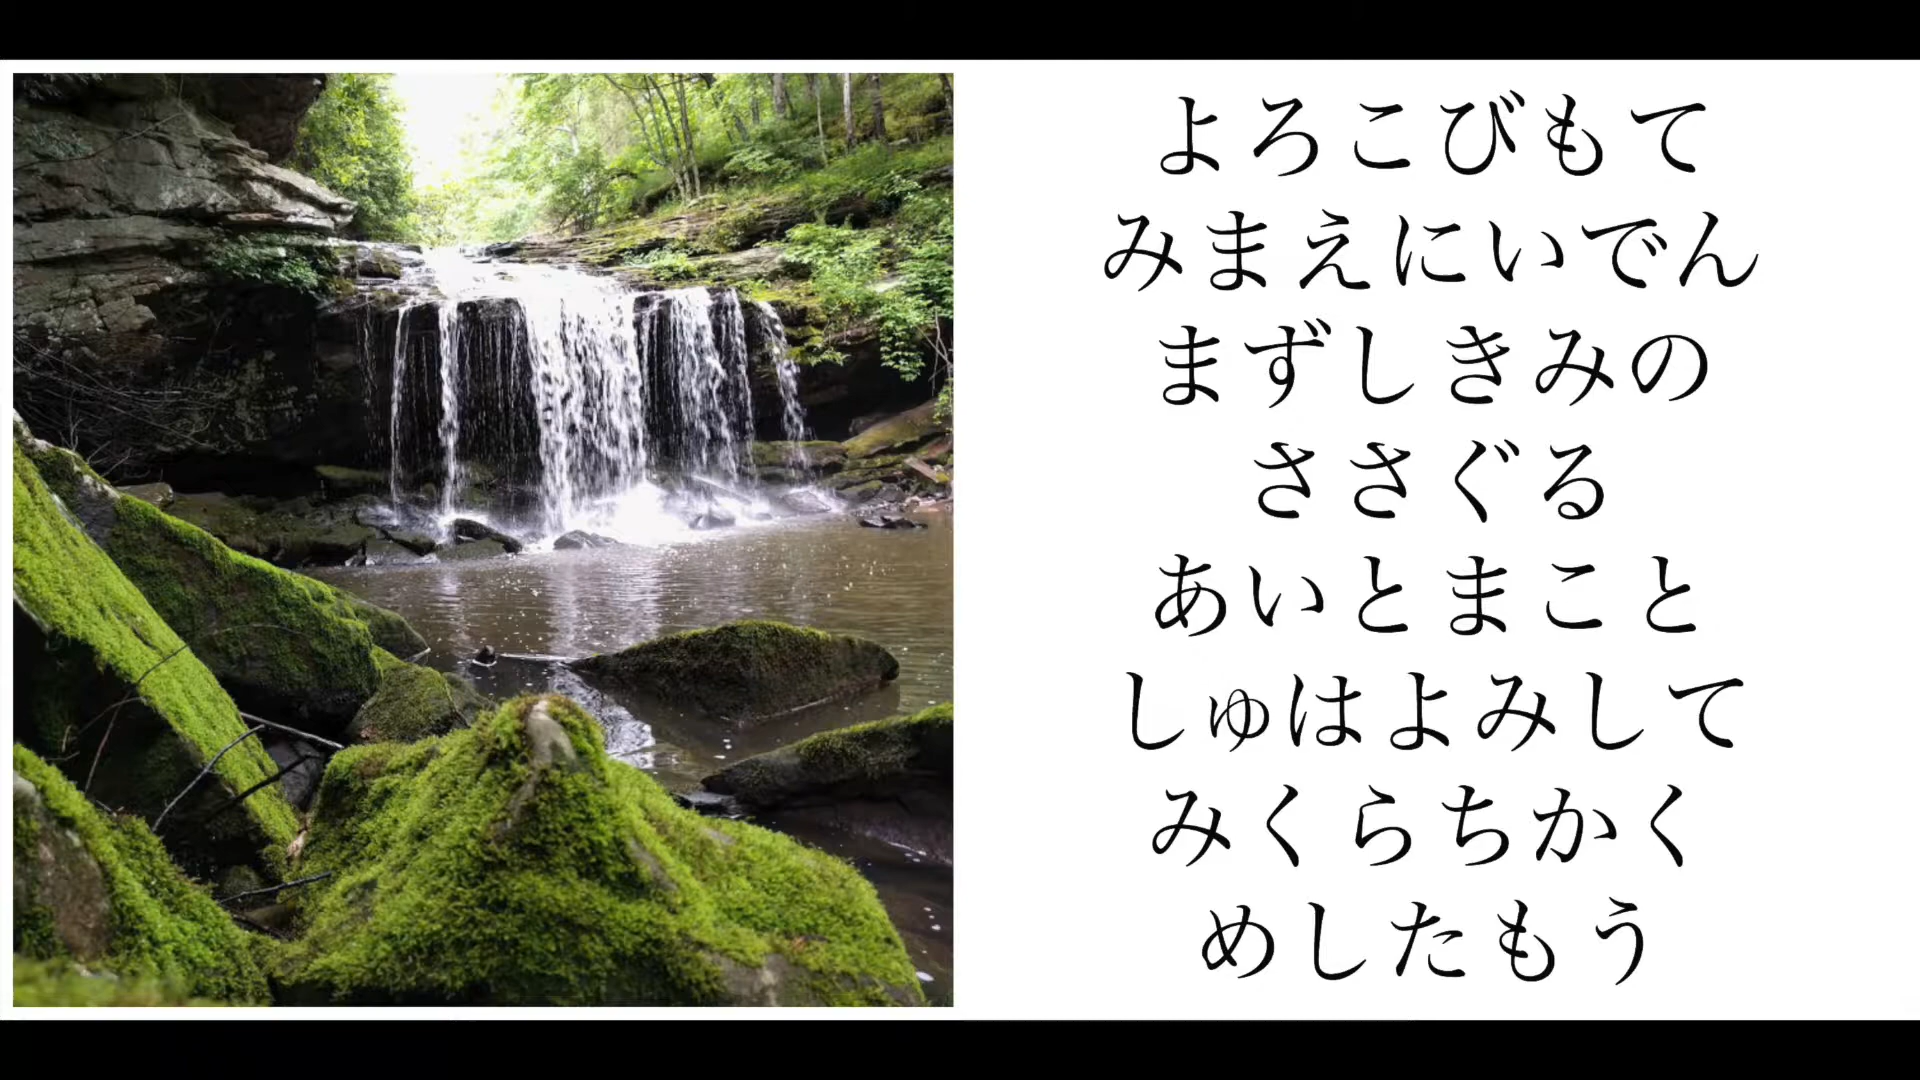 よろこびもて
みまえにいでん
まずしきみの
ささぐる
あいとまこと
しゅはよみして
みくらちかく
めしたもう